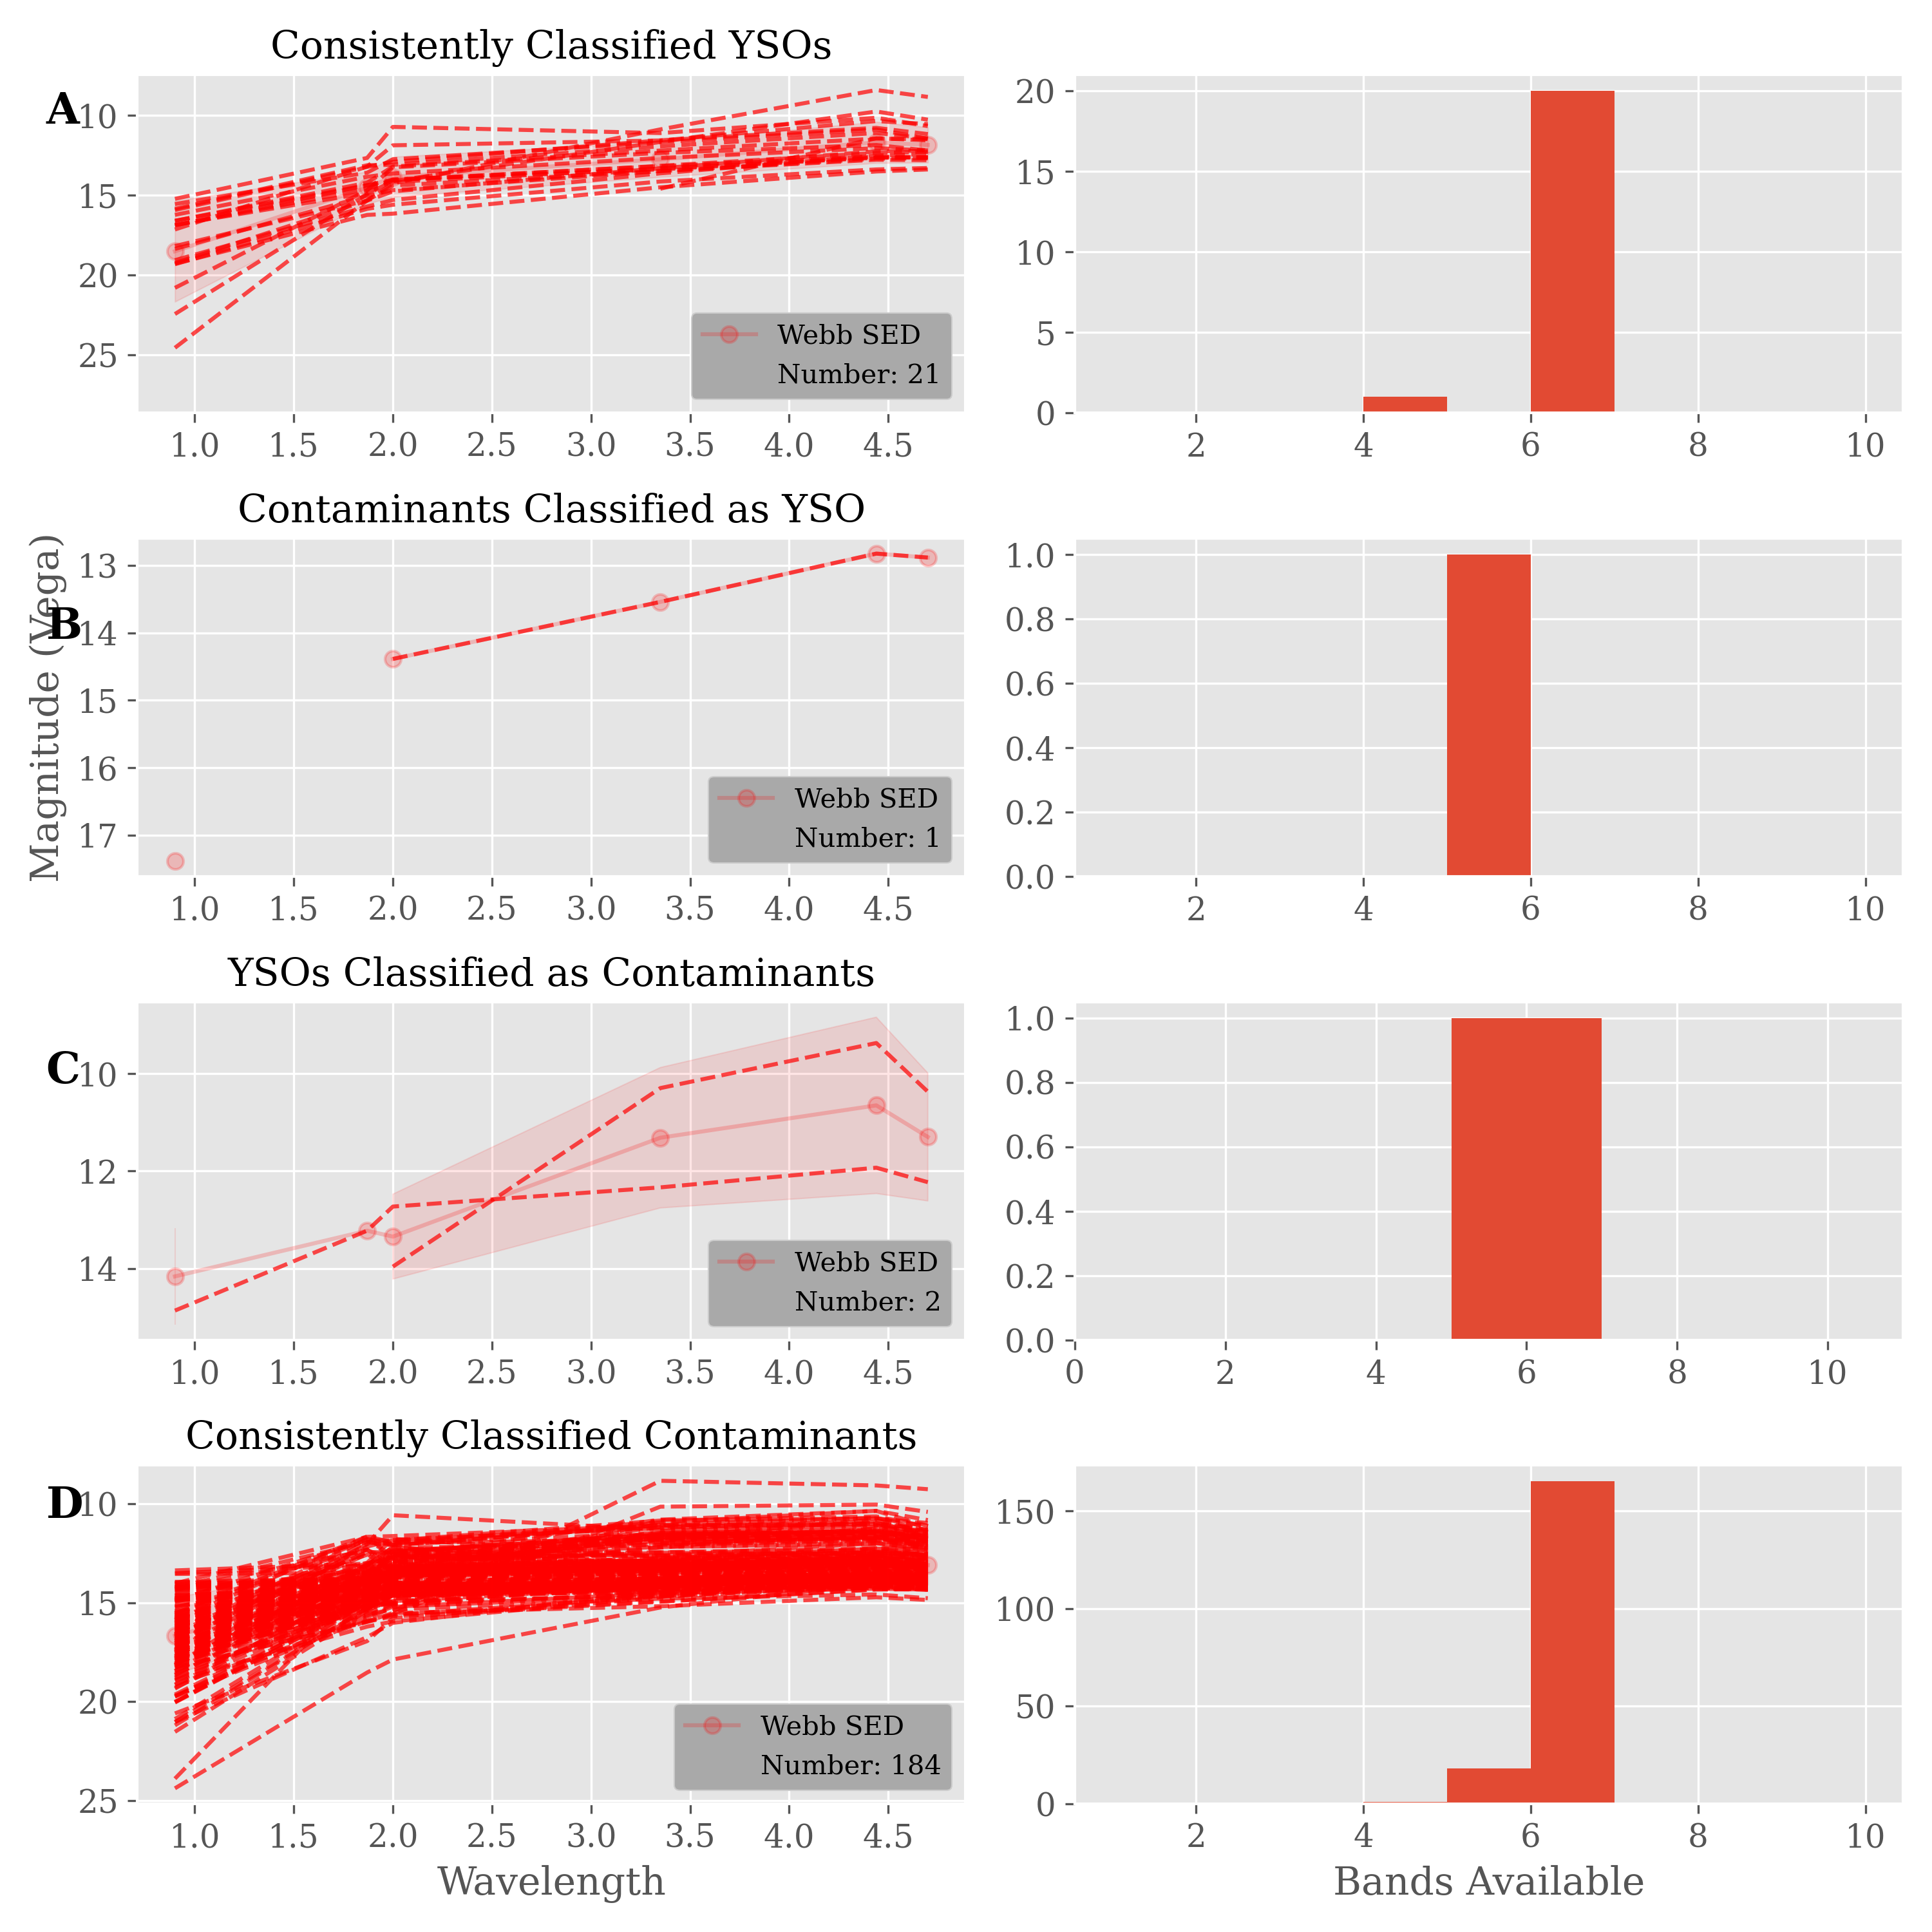 Consistently Classified YSOs
A
10
15
20
25
Webb SED
Number: 21
1.0 1.5 2.0 2.5 3.0 3.5 4.0 4.5
20
15
10
5
0
2 4 6 8 10
Contaminants Classified as YSO
Magnitude (Vega)
B
13
14
15
16
17
Webb SED
Number: 1
1.0 1.5 2.0 2.5 3.0 3.5 4.0 4.5
1.0
0.8
0.6
0.4
0.2
0.0
2 4 6 8 10
YSOs Classified as Contaminants
C
10
12
14
Webb SED
Number: 2
1.0 1.5 2.0 2.5 3.0 3.5 4.0 4.5
1.0
0.8
0.6
0.4
0.2
0.0
0 2 4 6 8 10
Consistently Classified Contaminants
D
10
15
20
25
Webb SED
Number: 184
1.0 1.5 2.0 2.5 3.0 3.5 4.0 4.5
Wavelength
150
100
50
0
2 4 6 8 10
Bands Available